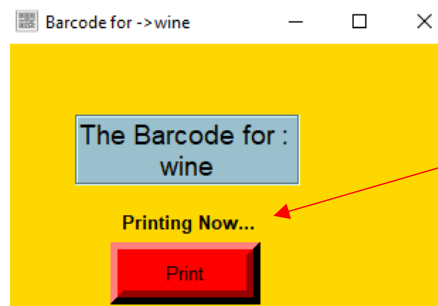 Barcode for ->wine
The Barcode for :
wine
Printing Now...
Print